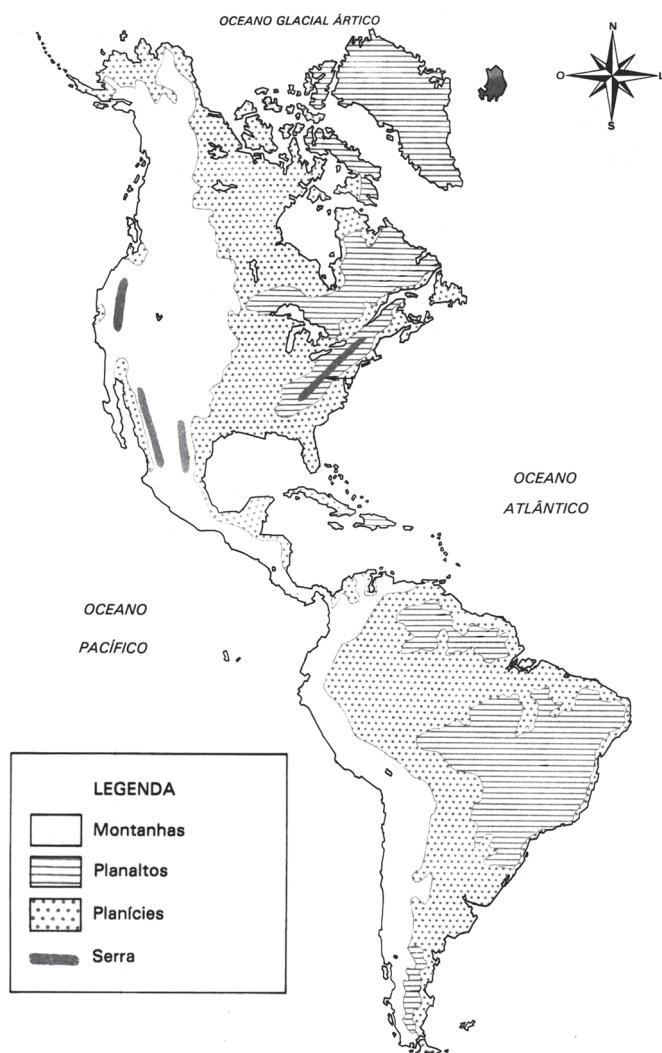 OCEANO GLACIAL ÁRTICO
N
O
L
S
OCEANO
ATLÂNTICO
OCEANO
PACÍFICO
LEGENDA
Montanhas
Planaltos
Planícies
Serra